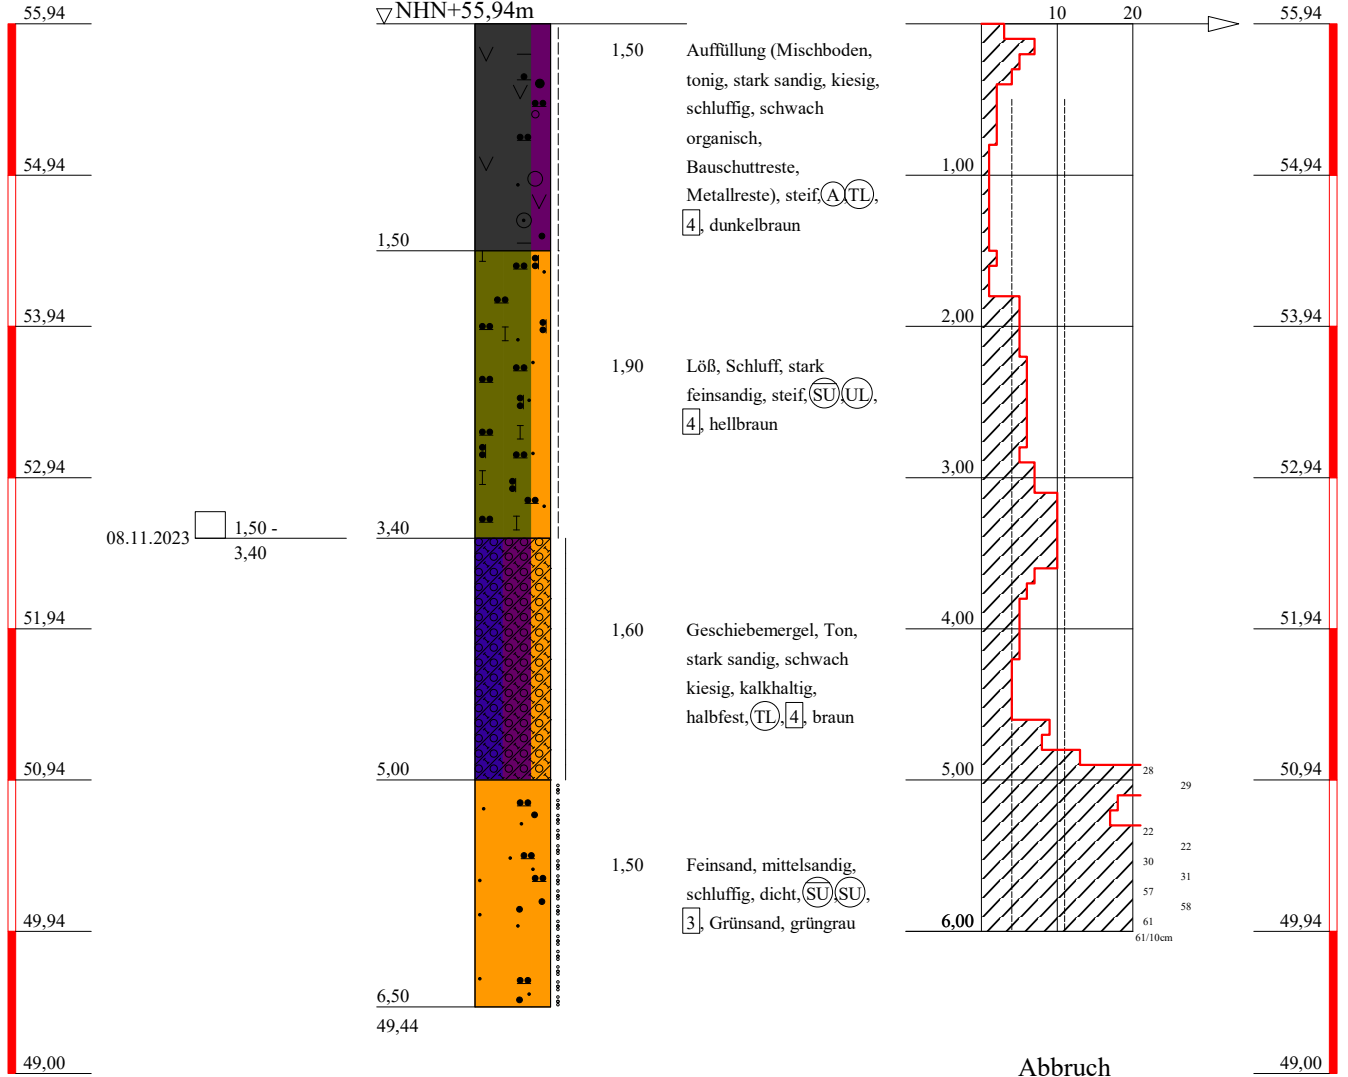 55,94
NHN+55,94m
10 20
55,94
1,50
Auffüllung (Mischboden,
tonig, stark sandig, kiesig,
schluffig, schwach
organisch,
Bauschuttreste,
Metallreste), steif, A, TL,
4, dunkelbraun
54,94
1,00
54,94
1,50
53,94
2,00
53,94
1,90
Löß, Schluff, stark
feinsandig, steif, S̅U̅, UL,
4, hellbraun
52,94
3,00
52,94
08.11.2023
1,50 -
3,40
3,40
51,94
4,00
51,94
1,60
Geschiebemergel, Ton,
stark sandig, schwach
kiesig, kalkhaltig,
halbfest, TL, 4, braun
50,94
5,00
5,00
50,94
28
29
22
22
30
31
57
58
61
61/10cm
1,50
Feinsand, mittelsandig,
schluffig, dicht, S̅U̅, SU,
3, Grünsand, grüngrau
49,94
6,00
49,94
6,50
49,44
49,00
Abbruch
49,00